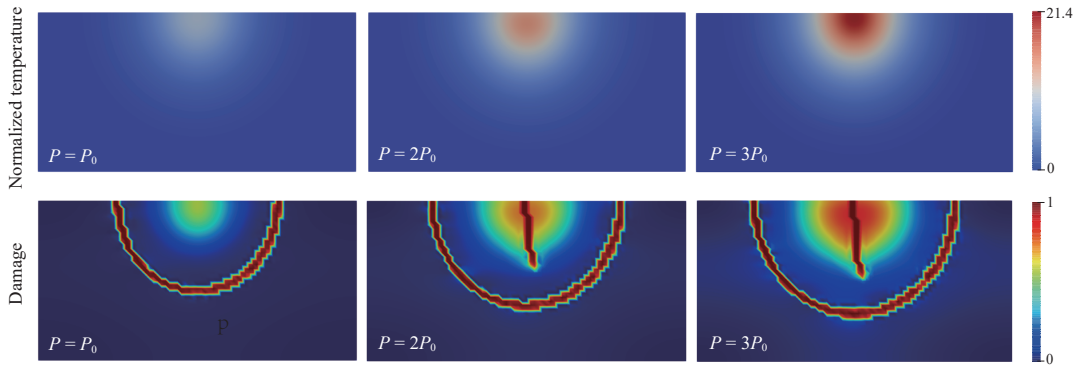 Normalized temperature
P = P₀
P = 2P₀
P = 3P₀
21.4
0
Damage
P
P = P₀
P = 2P₀
P = 3P₀
1
0